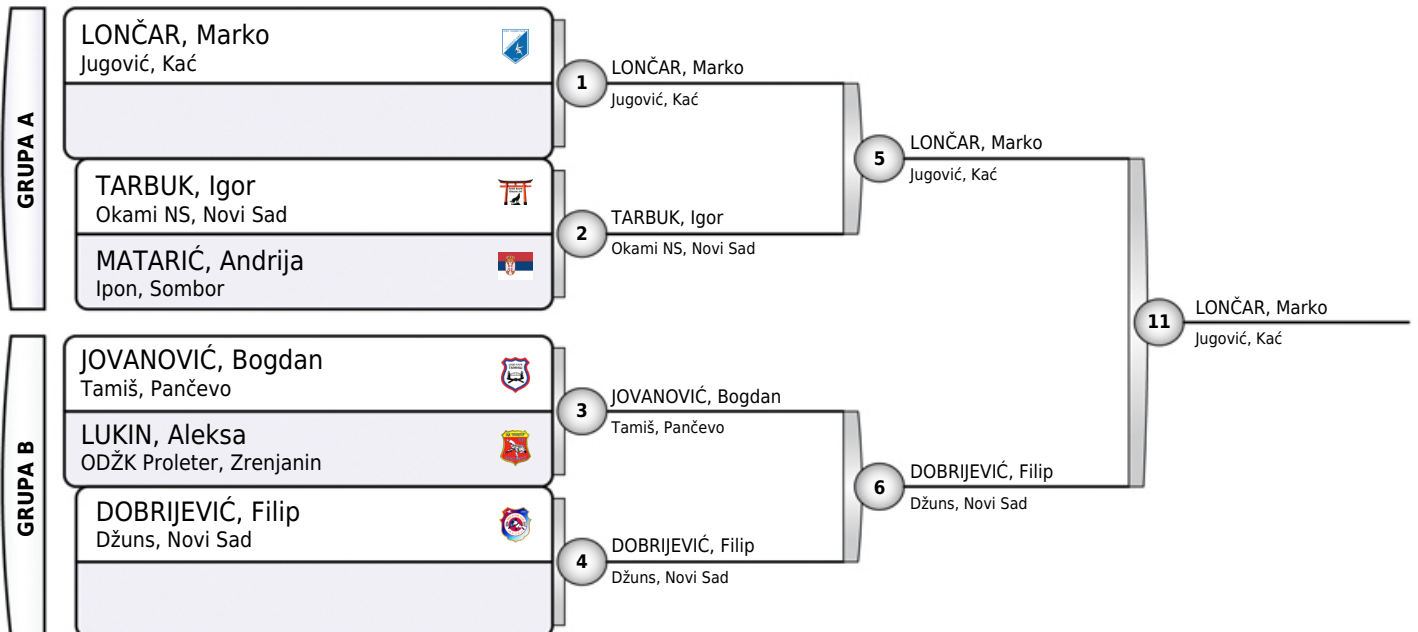 GRUPA A
LONČAR, Marko
Jugović, Kać
TARBUK, Igor
Okami NS, Novi Sad
MATARIĆ, Andrija
Ipon, Sombor
GRUPA B
JOVANOVIĆ, Bogdan
Tamiš, Pančevo
LUKIN, Aleksa
ODŽK Proleter, Zrenjanin
DOBRIJEVIĆ, Filip
Džuns, Novi Sad
1
LONČAR, Marko
Jugović, Kać
2
TARBUK, Igor
Okami NS, Novi Sad
3
JOVANOVIĆ, Bogdan
Tamiš, Pančevo
4
DOBRIJEVIĆ, Filip
Džuns, Novi Sad
5
LONČAR, Marko
Jugović, Kać
6
DOBRIJEVIĆ, Filip
Džuns, Novi Sad
11
LONČAR, Marko
Jugović, Kać